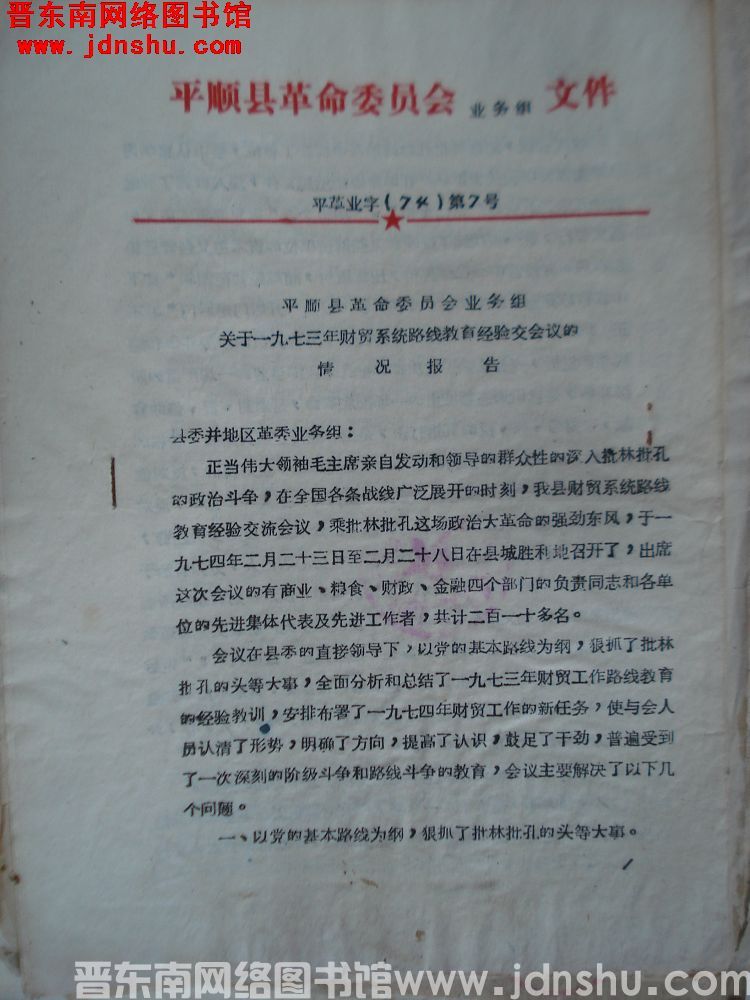 晋东南网络图书馆
www.jdnshu.com
平顺县革命委员会 业务组 文件
平革业字(74)第7号
平顺县革命委员会业务组
关于一九七三年财贸系统路线教育经验交会议的
情况报告
县委并地区革委业务组：
正当伟大领袖毛主席亲自发动和领导的群众性的深入批林批孔
的政治斗争，在全国各条战线广泛展开的时刻，我县财贸系统路线
教育经验交流会议，乘批林批孔这场政治大革命的强劲东风，于一
九七四年二月二十三日至二月二十八日在县城胜利地召开了，出席
这次会议的有商业、粮食、财政、金融四个部门的负责同志和各单
位的先进集体代表及先进工作者，共计二百一十多名。
会议在县委的直接领导下，以党的基本路线为纲，狠抓了批林
批孔的头等大事，全面分析和总结了一九七三年财贸工作路线教育
的经验教训，安排布署了一九七四年财贸工作的新任务，使与会人
员认清了形势，明确了方向，提高了认识，鼓足了干劲，普遍受到
了一次深刻的阶级斗争和路线斗争的教育，会议主要解决了以下几
个问题。
一、以党的基本路线为纲，狠抓了批林批孔的头等大事。
1
晋东南网络图书馆www.jdnshu.com